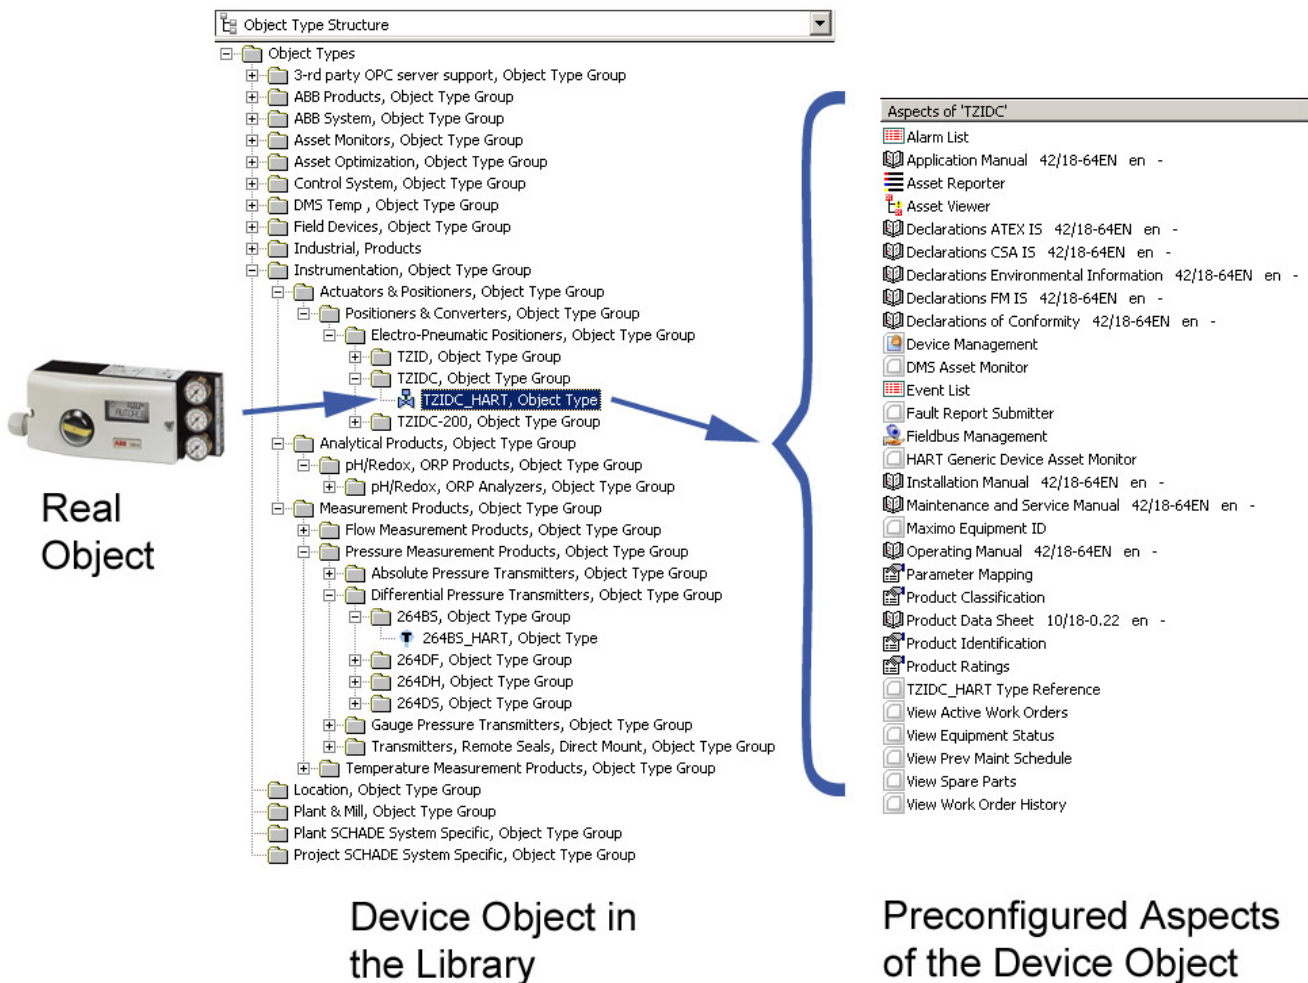 Object Type Structure
Object Types
3-rd party OPC server support, Object Type Group
ABB Products, Object Type Group
ABB System, Object Type Group
Asset Monitors, Object Type Group
Asset Optimization, Object Type Group
Control System, Object Type Group
DMS Temp , Object Type Group
Field Devices, Object Type Group
Industrial, Products
Instrumentation, Object Type Group
Actuators & Positioners, Object Type Group
Positioners & Converters, Object Type Group
Electro-Pneumatic Positioners, Object Type Group
TZID, Object Type Group
TZIDC, Object Type Group
TZIDC_HART, Object Type
TZIDC-200, Object Type Group
Analytical Products, Object Type Group
pH/Redox, ORP Products, Object Type Group
pH/Redox, ORP Analyzers, Object Type Group
Measurement Products, Object Type Group
Flow Measurement Products, Object Type Group
Pressure Measurement Products, Object Type Group
Absolute Pressure Transmitters, Object Type Group
Differential Pressure Transmitters, Object Type Group
264BS, Object Type Group
264BS_HART, Object Type
264DF, Object Type Group
264DH, Object Type Group
264DS, Object Type Group
Gauge Pressure Transmitters, Object Type Group
Transmitters, Remote Seals, Direct Mount, Object Type Group
Temperature Measurement Products, Object Type Group
Location, Object Type Group
Plant & Mill, Object Type Group
Plant SCHADE System Specific, Object Type Group
Project SCHADE System Specific, Object Type Group
ABB
Real
Object
Aspects of 'TZIDC'
Alarm List
Application Manual 42/18-64EN en -
Asset Reporter
Asset Viewer
Declarations ATEX IS 42/18-64EN en -
Declarations CSA IS 42/18-64EN en -
Declarations Environmental Information 42/18-64EN en -
Declarations FM IS 42/18-64EN en -
Declarations of Conformity 42/18-64EN en -
Device Management
DMS Asset Monitor
Event List
Fault Report Submitter
Fieldbus Management
HART Generic Device Asset Monitor
Installation Manual 42/18-64EN en -
Maintenance and Service Manual 42/18-64EN en -
Maximo Equipment ID
Operating Manual 42/18-64EN en -
Parameter Mapping
Product Classification
Product Data Sheet 10/18-0.22 en -
Product Identification
Product Ratings
TZIDC_HART Type Reference
View Active Work Orders
View Equipment Status
View Prev Maint Schedule
View Spare Parts
View Work Order History
Device Object in
the Library
Preconfigured Aspects
of the Device Object